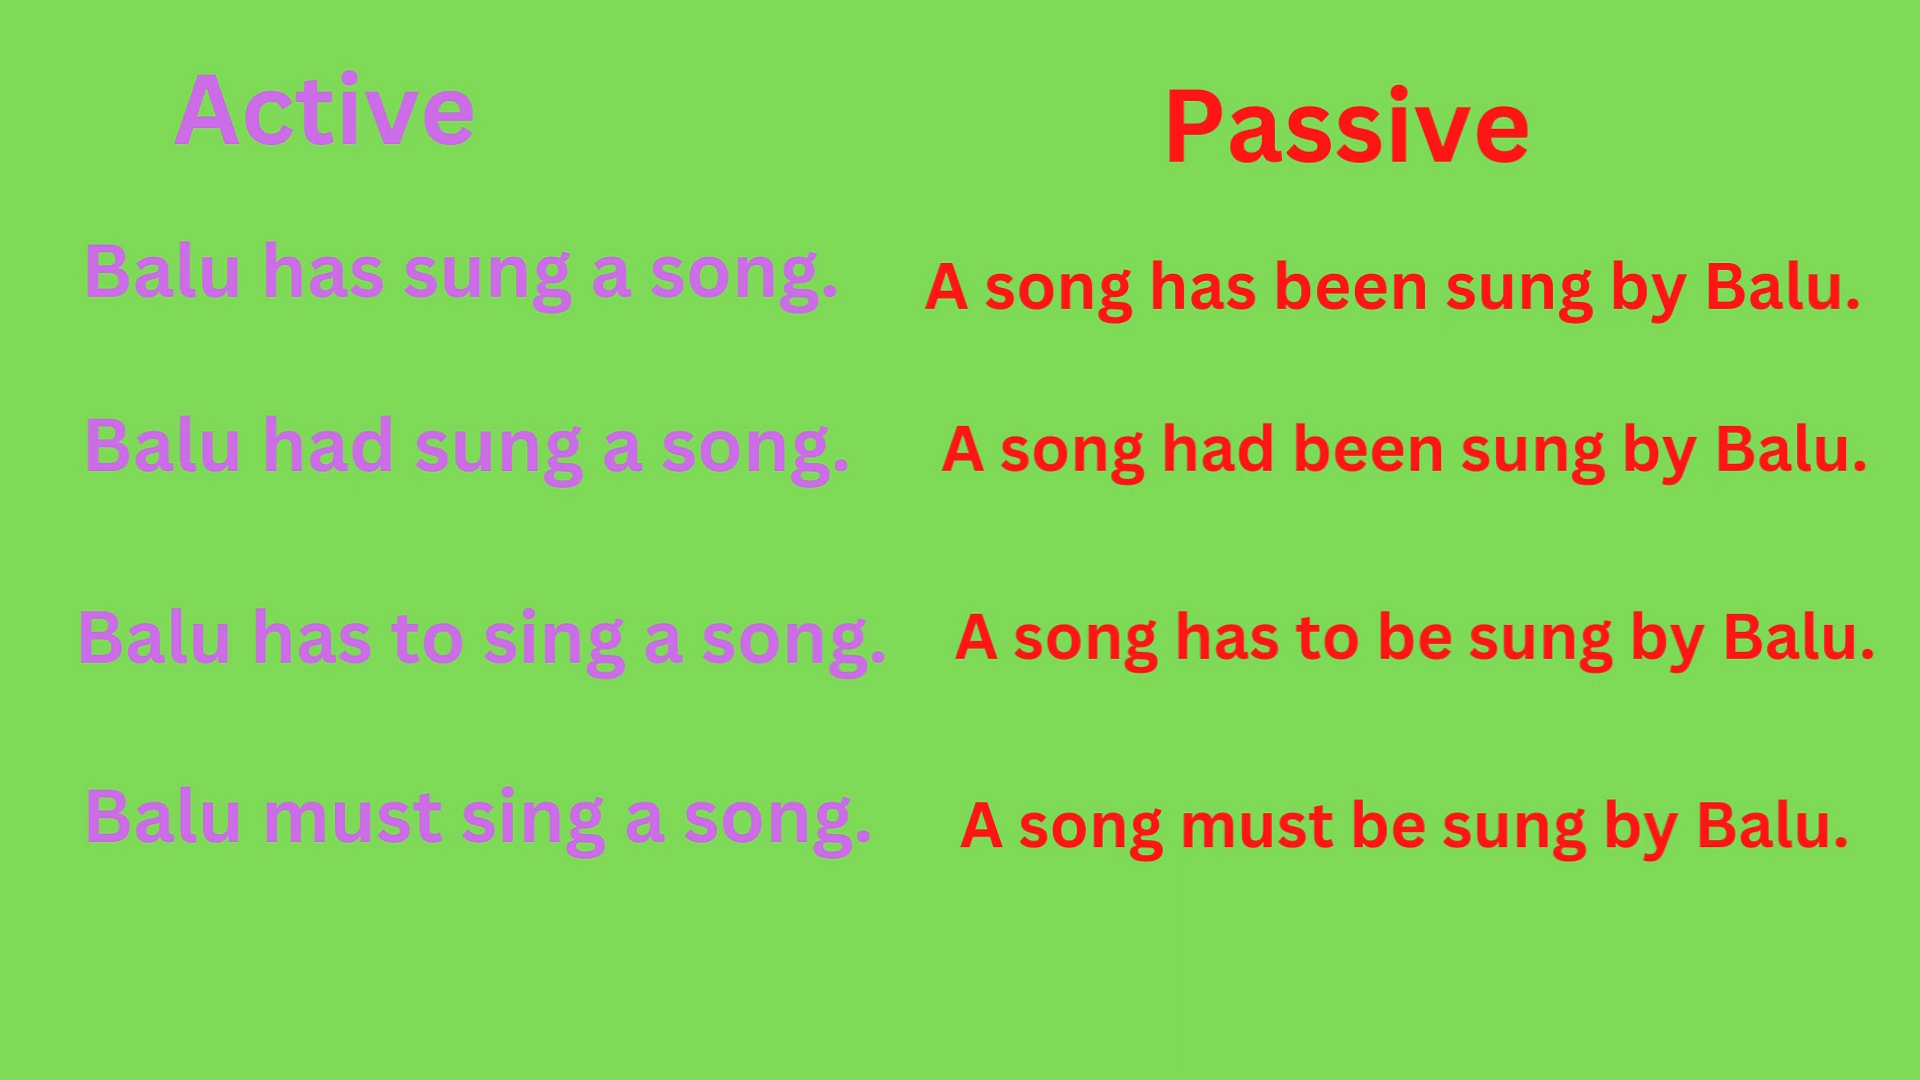 Active
Passive
Balu has sung a song.
A song has been sung by Balu.
Balu had sung a song.
A song had been sung by Balu.
Balu has to sing a song.
A song has to be sung by Balu.
Balu must sing a song.
A song must be sung by Balu.